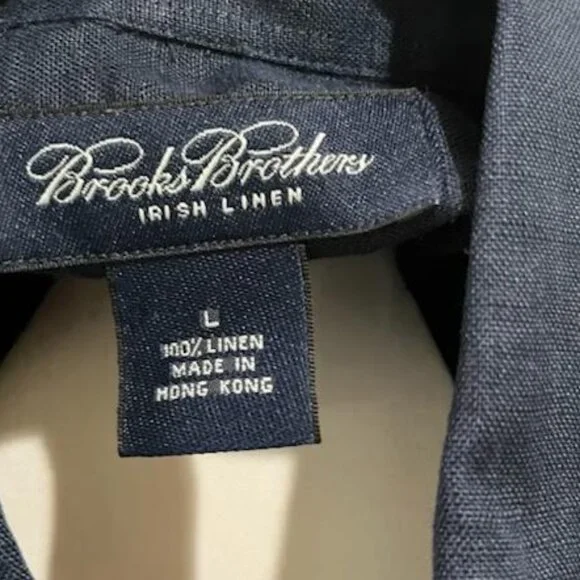 Brooks Brothers
IRISH LINEN
L
100% LINEN
MADE IN
HONG KONG